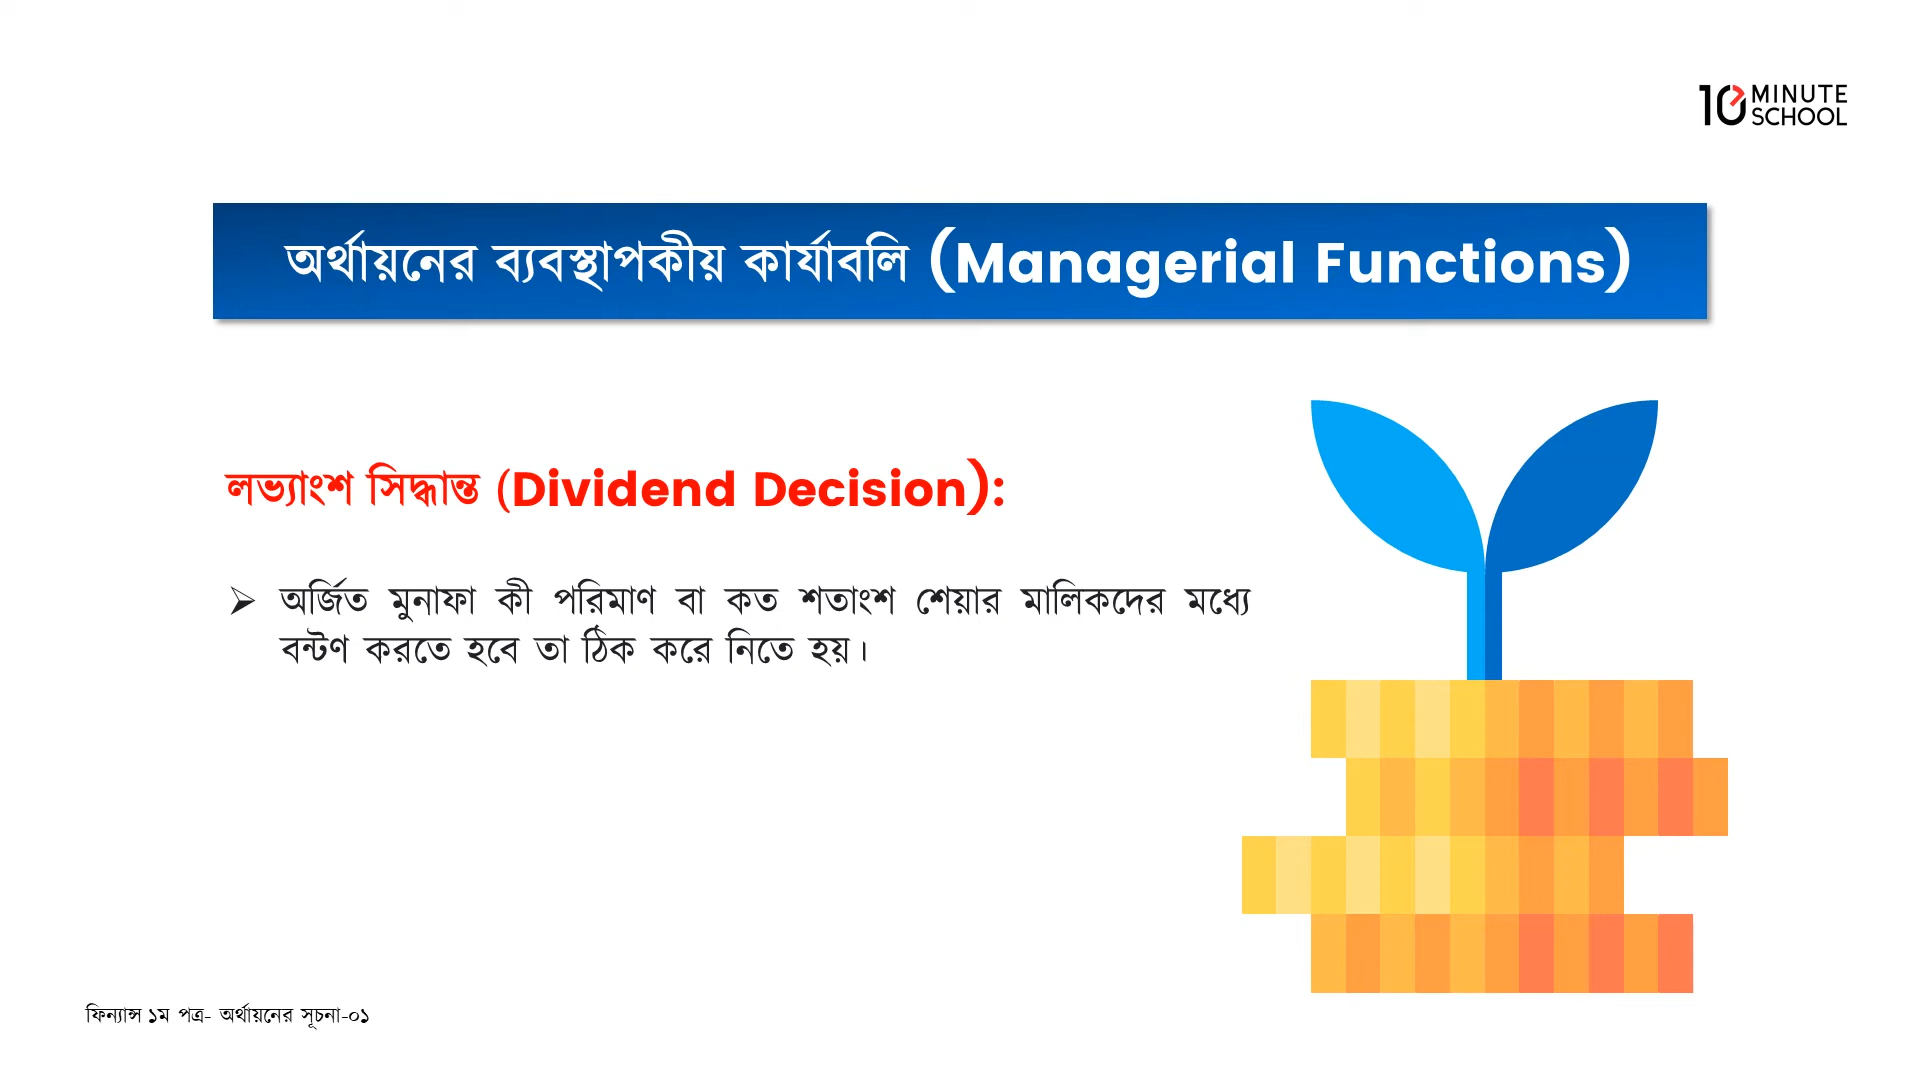 10 MINUTE
SCHOOL
অর্থায়নের ব্যবস্থাপকীয় কার্যাবলি (Managerial Functions)
লভ্যাংশ সিদ্ধান্ত (Dividend Decision):
➢ অর্জিত মুনাফা কী পরিমাণ বা কত শতাংশ শেয়ার মালিকদের মধ্যে
বন্টণ করতে হবে তা ঠিক করে নিতে হয়।
ফিন্যান্স ১ম পত্র- অর্থায়নের সূচনা-০১